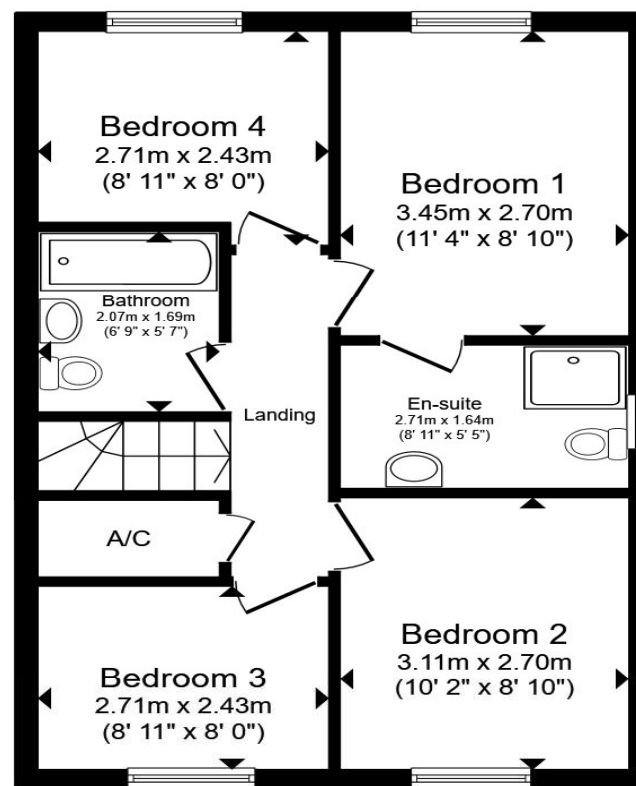 Bedroom 4
2.71m x 2.43m
(8' 11" x 8' 0")
Bedroom 1
3.45m x 2.70m
(11' 4" x 8' 10")
Bathroom
2.07m x 1.69m
(6' 9" x 5' 7")
Landing
En-suite
2.71m x 1.64m
(8' 11" x 5' 5")
A/C
Bedroom 3
2.71m x 2.43m
(8' 11" x 8' 0")
Bedroom 2
3.11m x 2.70m
(10' 2" x 8' 10")